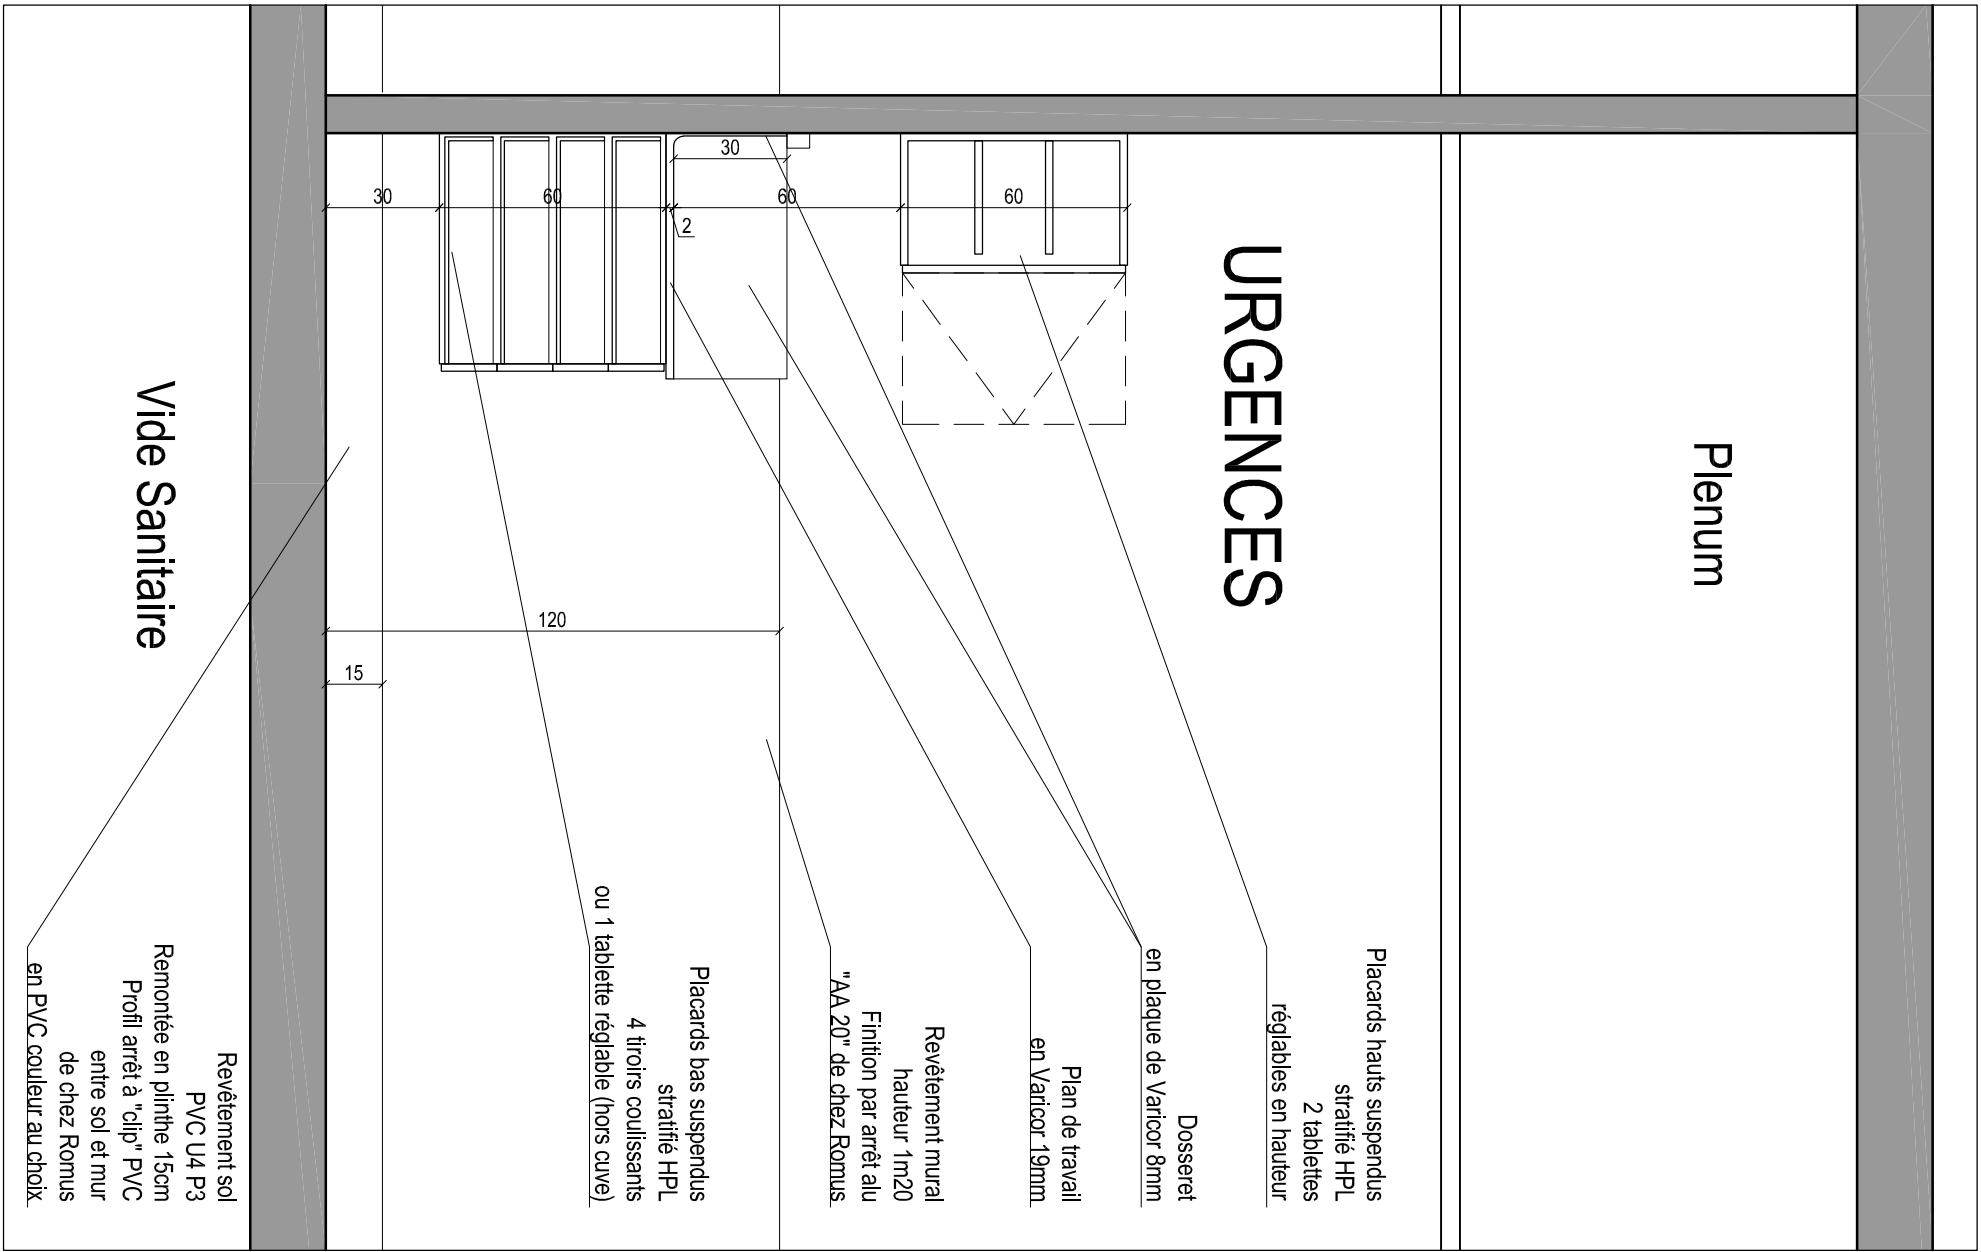 Plenum
URGENCES
Vide Sanitaire
Placards hauts suspendus
stratifié HPL
2 tablettes
réglables en hauteur
Dosseret
en plaque de Varicor 8mm
Plan de travail
en Varicor 19mm
Revêtement mural
hauteur 1m20
Finition par arrêt alu
"AA 20" de chez Romus
Placards bas suspendus
stratifié HPL
4 tiroirs coulissants
ou 1 tablette réglable (hors cuve)
Revêtement sol
PVC U4 P3
Remontée en plinthe 15cm
Profil arrêt à "clip" PVC
entre sol et mur
de chez Romus
en PVC couleur au choix
30
30
60
2
60
60
120
15